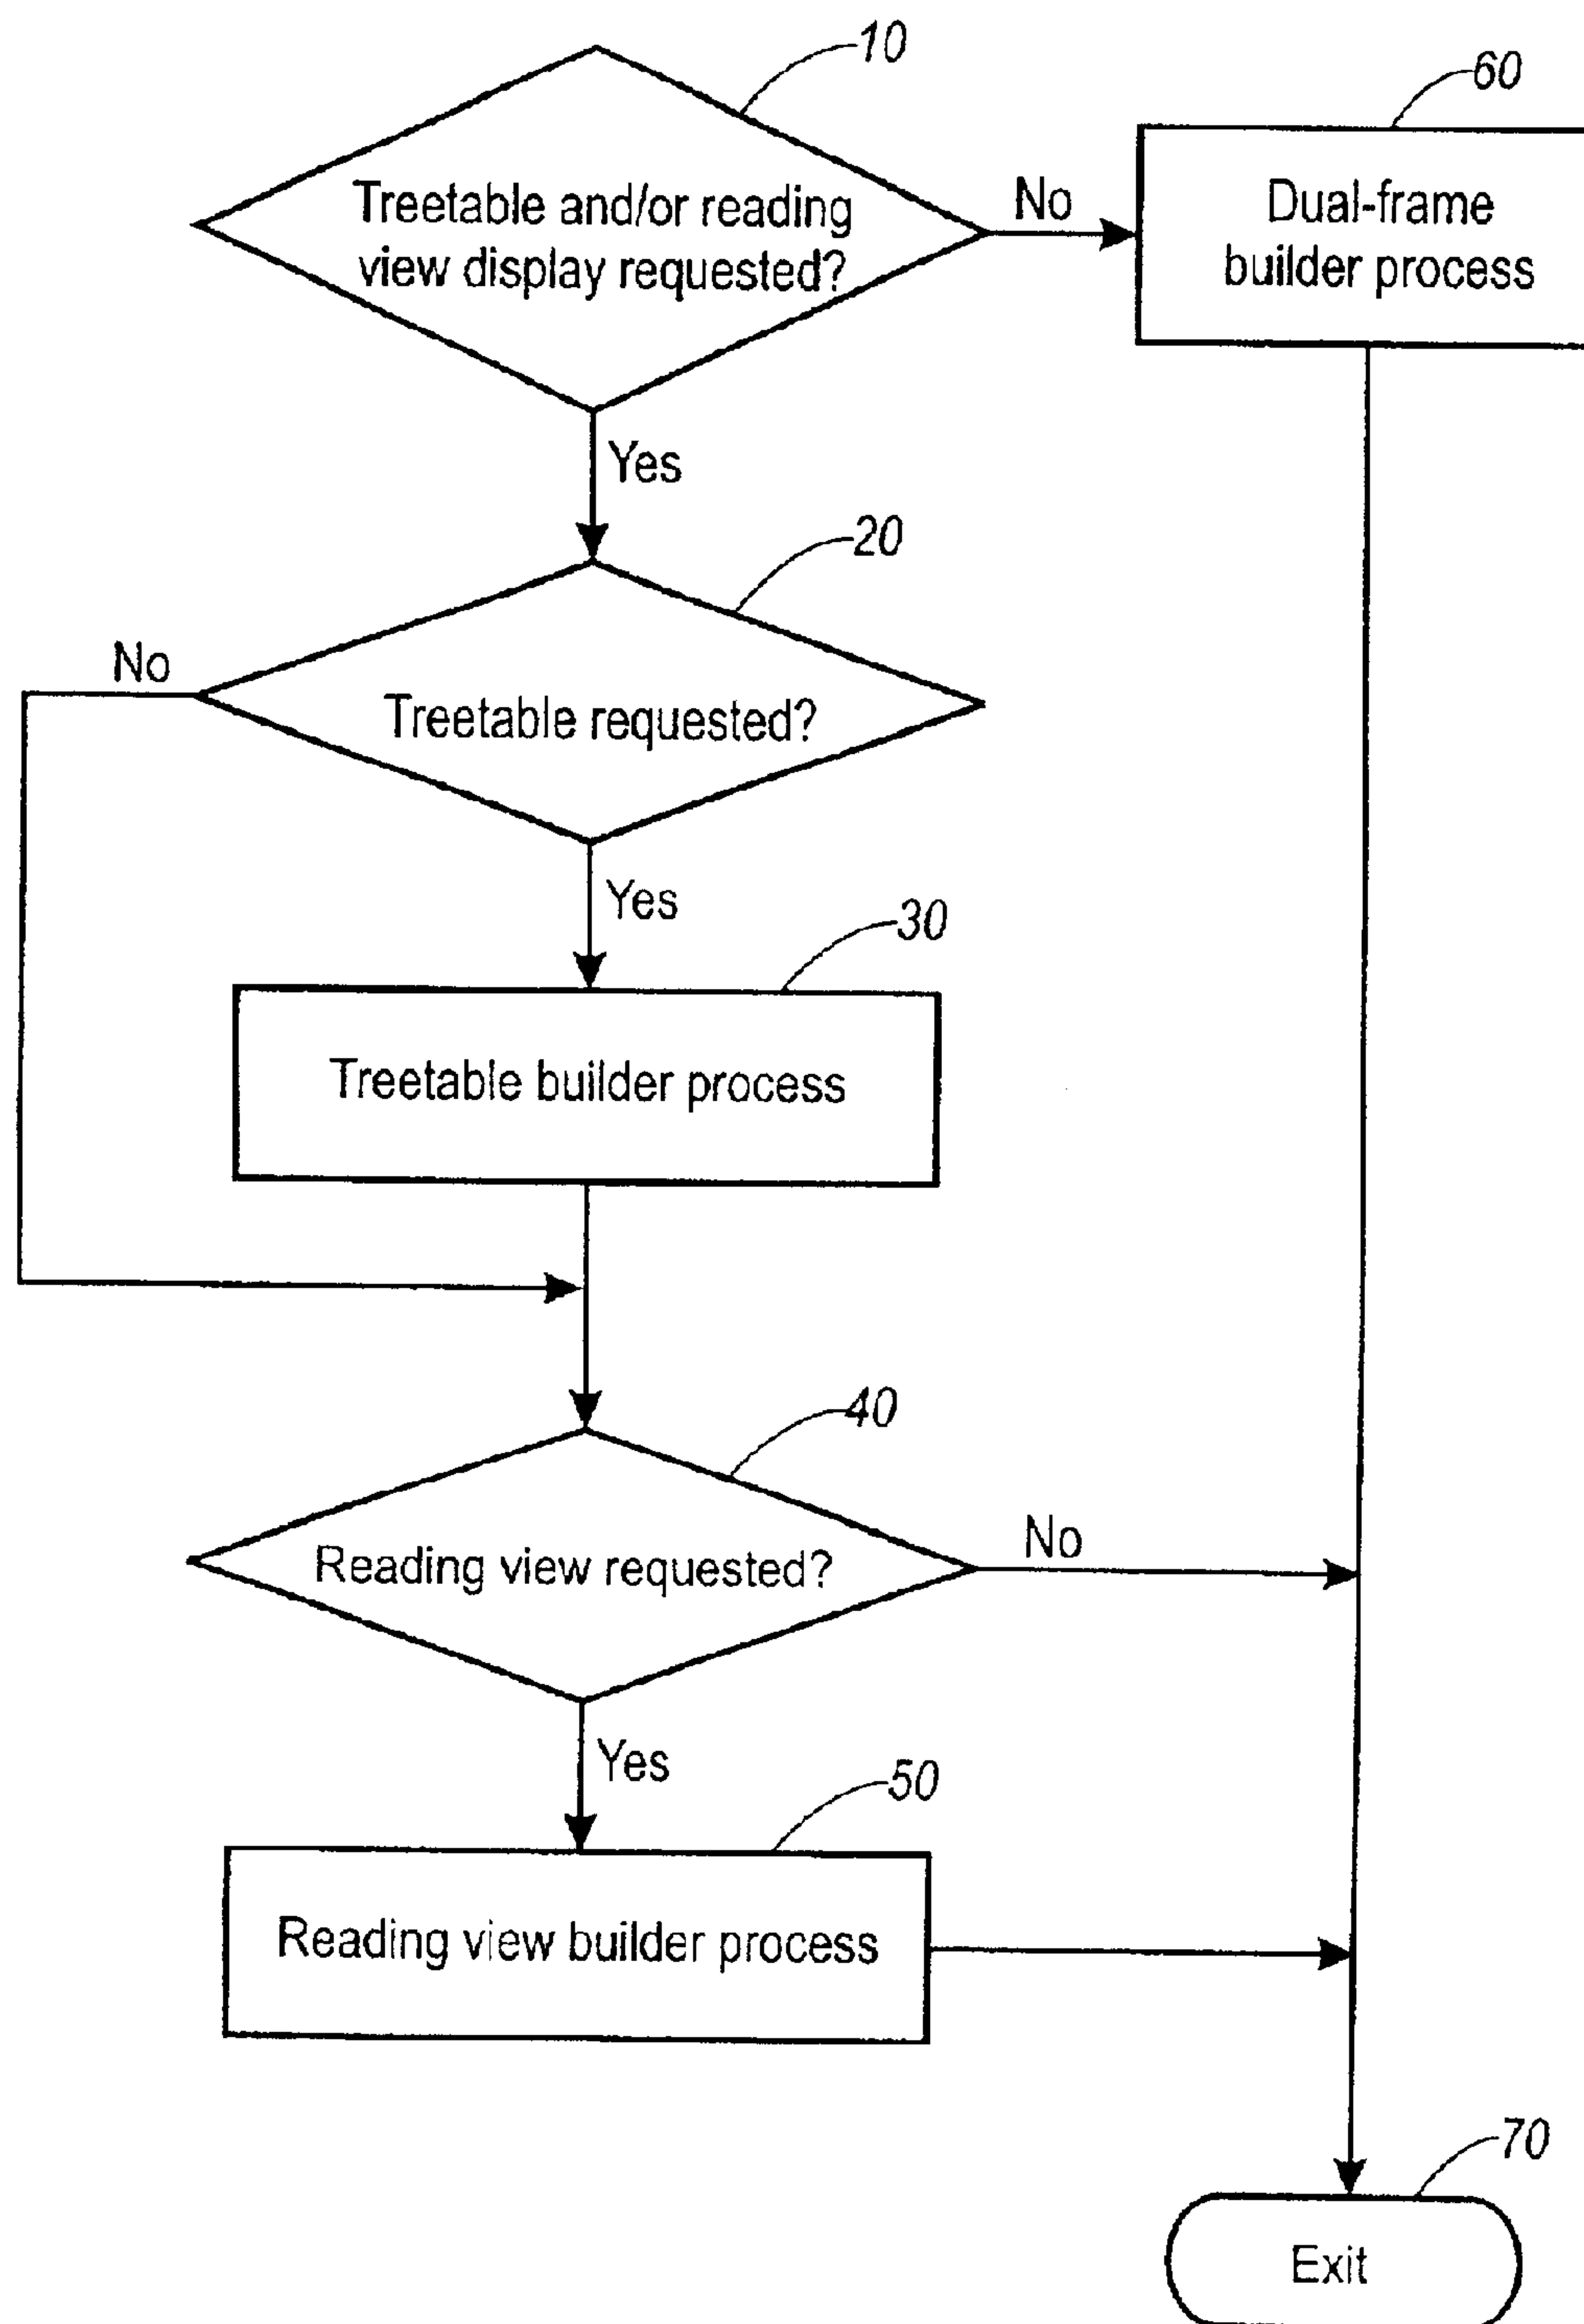 10
60
Treetable and/or reading
view display requested?
No
Dual-frame
builder process
Yes
20
No
Treetable requested?
Yes
30
Treetable builder process
40
Reading view requested?
No
Yes
50
Reading view builder process
70
Exit